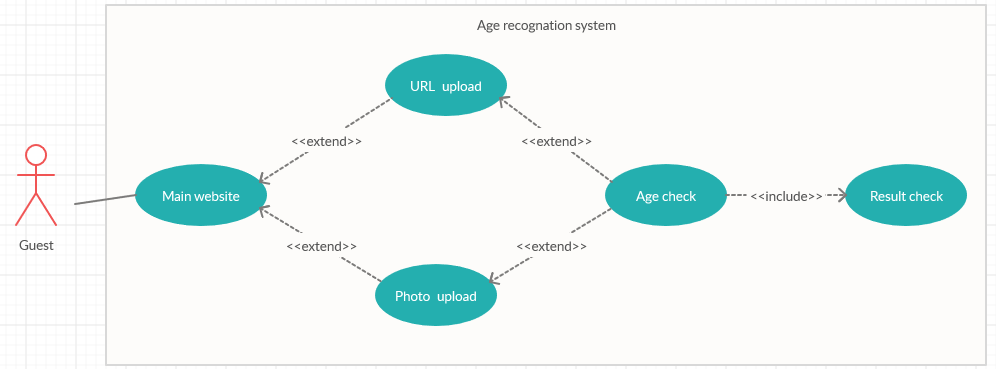 Age recognation system
URL  upload
<<extend>>
<<extend>>
Main website
Age check
<<include>>
Result check
Guest
<<extend>>
<<extend>>
Photo  upload